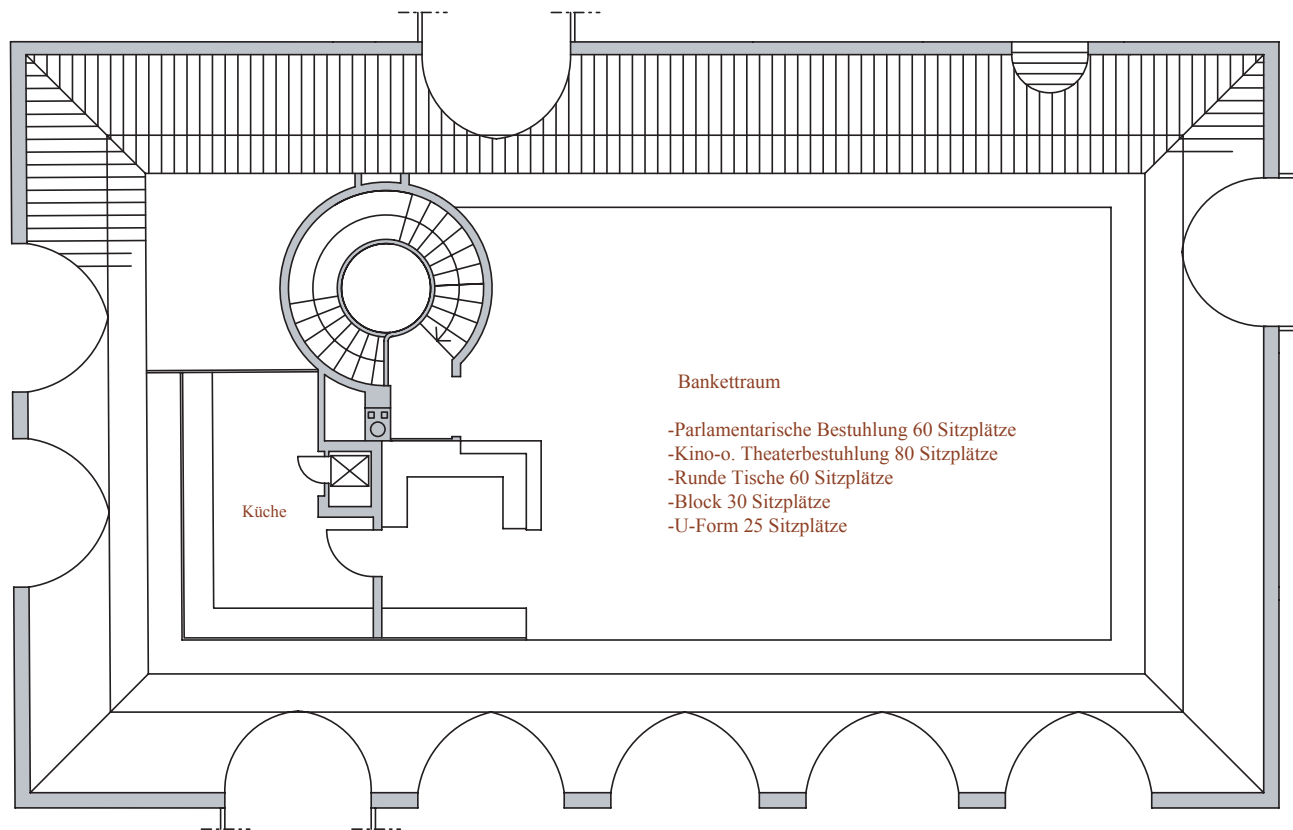 Bankettraum
-Parlamentarische Bestuhlung 60 Sitzplätze
-Kino-o. Theaterbestuhlung 80 Sitzplätze
-Runde Tische 60 Sitzplätze
-Block 30 Sitzplätze
-U-Form 25 Sitzplätze
Küche